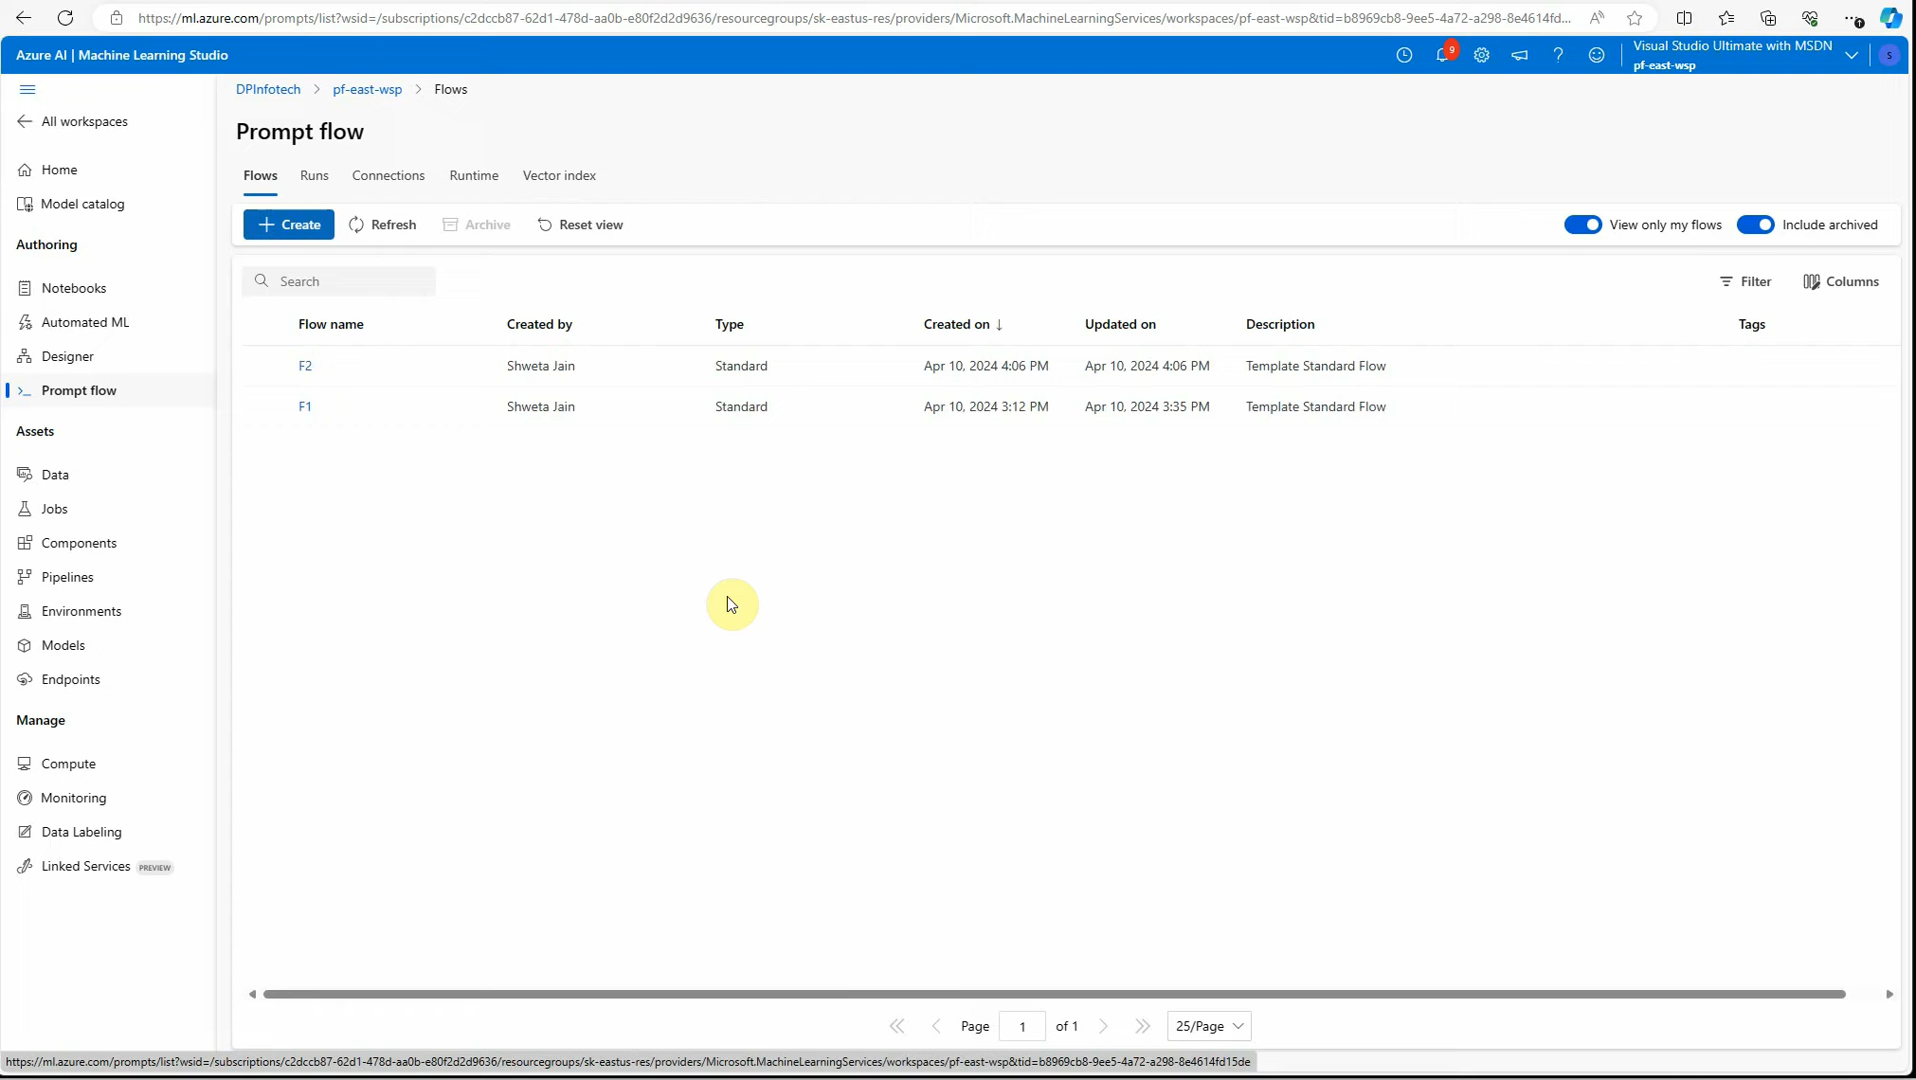 https://ml.azure.com/prompts/list?wsid=/subscriptions/c2dccb87-62d1-478d-aa0b-e80f2d2d9636/resourcegroups/sk-eastus-res/providers/Microsoft.MachineLearningServices/workspaces/pf-east-wsp&tid=b8969cb8-9ee5-4a72-a298-8e4614fd...
Azure AI | Machine Learning Studio
9
?
Visual Studio Ultimate with MSDN
pf-east-wsp
S
All workspaces
Home
Model catalog
Authoring
Notebooks
Automated ML
Designer
Prompt flow
Assets
Data
Jobs
Components
Pipelines
Environments
Models
Endpoints
Manage
Compute
Monitoring
Data Labeling
Linked Services PREVIEW
DPInfotech > pf-east-wsp > Flows
Prompt flow
Flows Runs Connections Runtime Vector index
+ Create Refresh Archive Reset view View only my flows Include archived
Search Filter Columns
Flow name Created by Type Created on ↓ Updated on Description Tags
F2 Shweta Jain Standard Apr 10, 2024 4:06 PM Apr 10, 2024 4:06 PM Template Standard Flow
F1 Shweta Jain Standard Apr 10, 2024 3:12 PM Apr 10, 2024 3:35 PM Template Standard Flow
Page 1 of 1 25/Page
https://ml.azure.com/prompts/list?wsid=/subscriptions/c2dccb87-62d1-478d-aa0b-e80f2d2d9636/resourcegroups/sk-eastus-res/providers/Microsoft.MachineLearningServices/workspaces/pf-east-wsp&tid=b8969cb8-9ee5-4a72-a298-8e4614fd15de